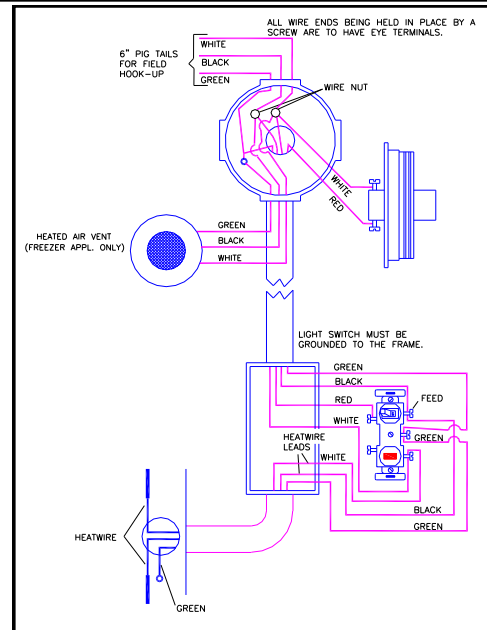 ALL WIRE ENDS BEING HELD IN PLACE BY A
SCREW ARE TO HAVE EYE TERMINALS.
6" PIG TAILS
FOR FIELD
HOOK-UP
WHITE
BLACK
GREEN
WIRE NUT
WHITE
RED
HEATED AIR VENT
(FREEZER APPL. ONLY)
GREEN
BLACK
WHITE
LIGHT SWITCH MUST BE
GROUNDED TO THE FRAME.
GREEN
BLACK
RED
FEED
WHITE
GREEN
HEATWIRE
LEADS
WHITE
BLACK
GREEN
HEATWIRE
GREEN